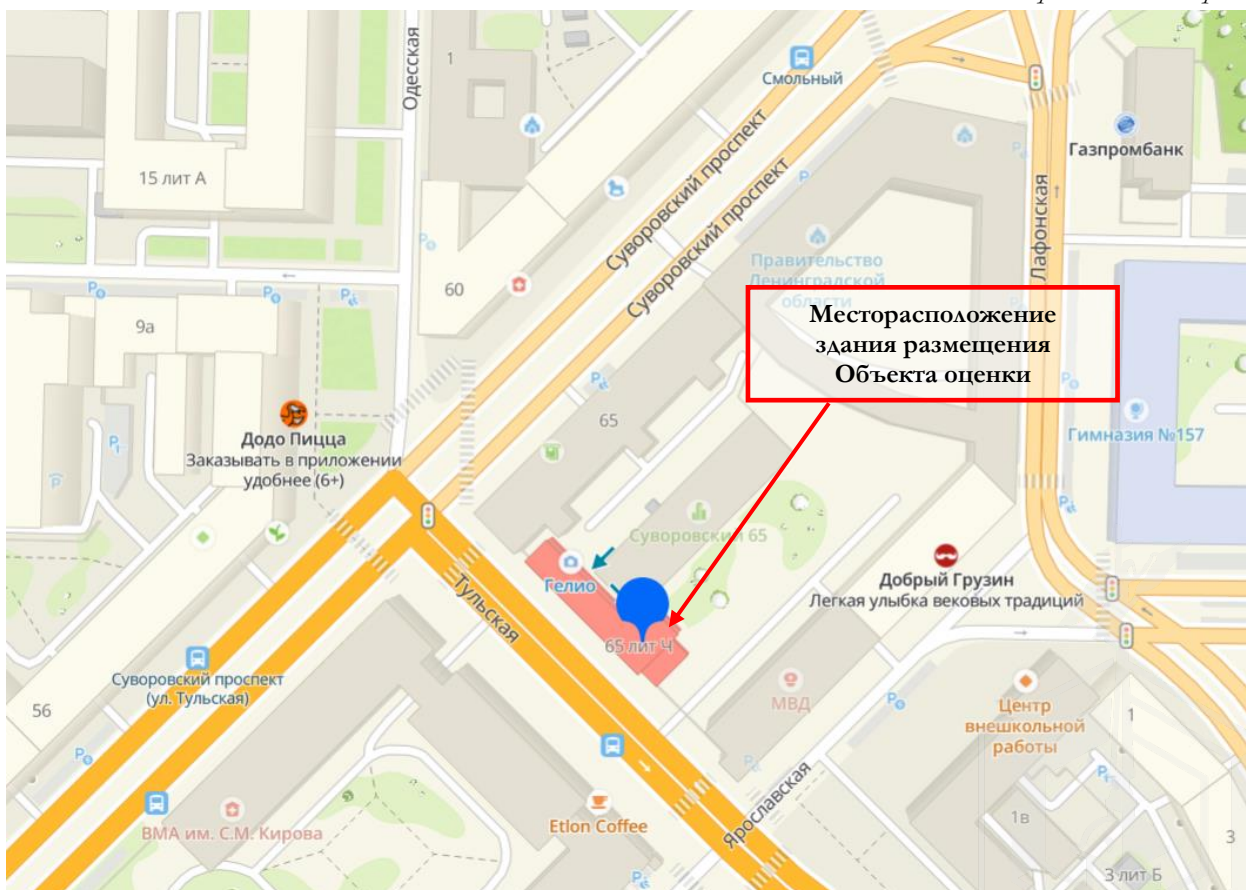 Одесская
1
Смольный
Суворовский проспект
Суворовский проспект
Газпромбанк
Лафонская
15 лит А
60
9а
Правительство
Ленинградской
области
Месторасположение
здания размещения
Объекта оценки
Додо Пицца
Заказывать в приложении
удобнее (6+)
65
Гимназия №157
Суворовский 65
Гелио
Тульская
65 лит Ч
Добрый Грузин
Легкая улыбка вековых традиций
Суворовский проспект
(ул. Тульская)
56
МВД
Центр
внешкольной
работы
1
ВМА им. С.М. Кирова
Etlon Coffee
Ярославская
1в
3
3 лит Б